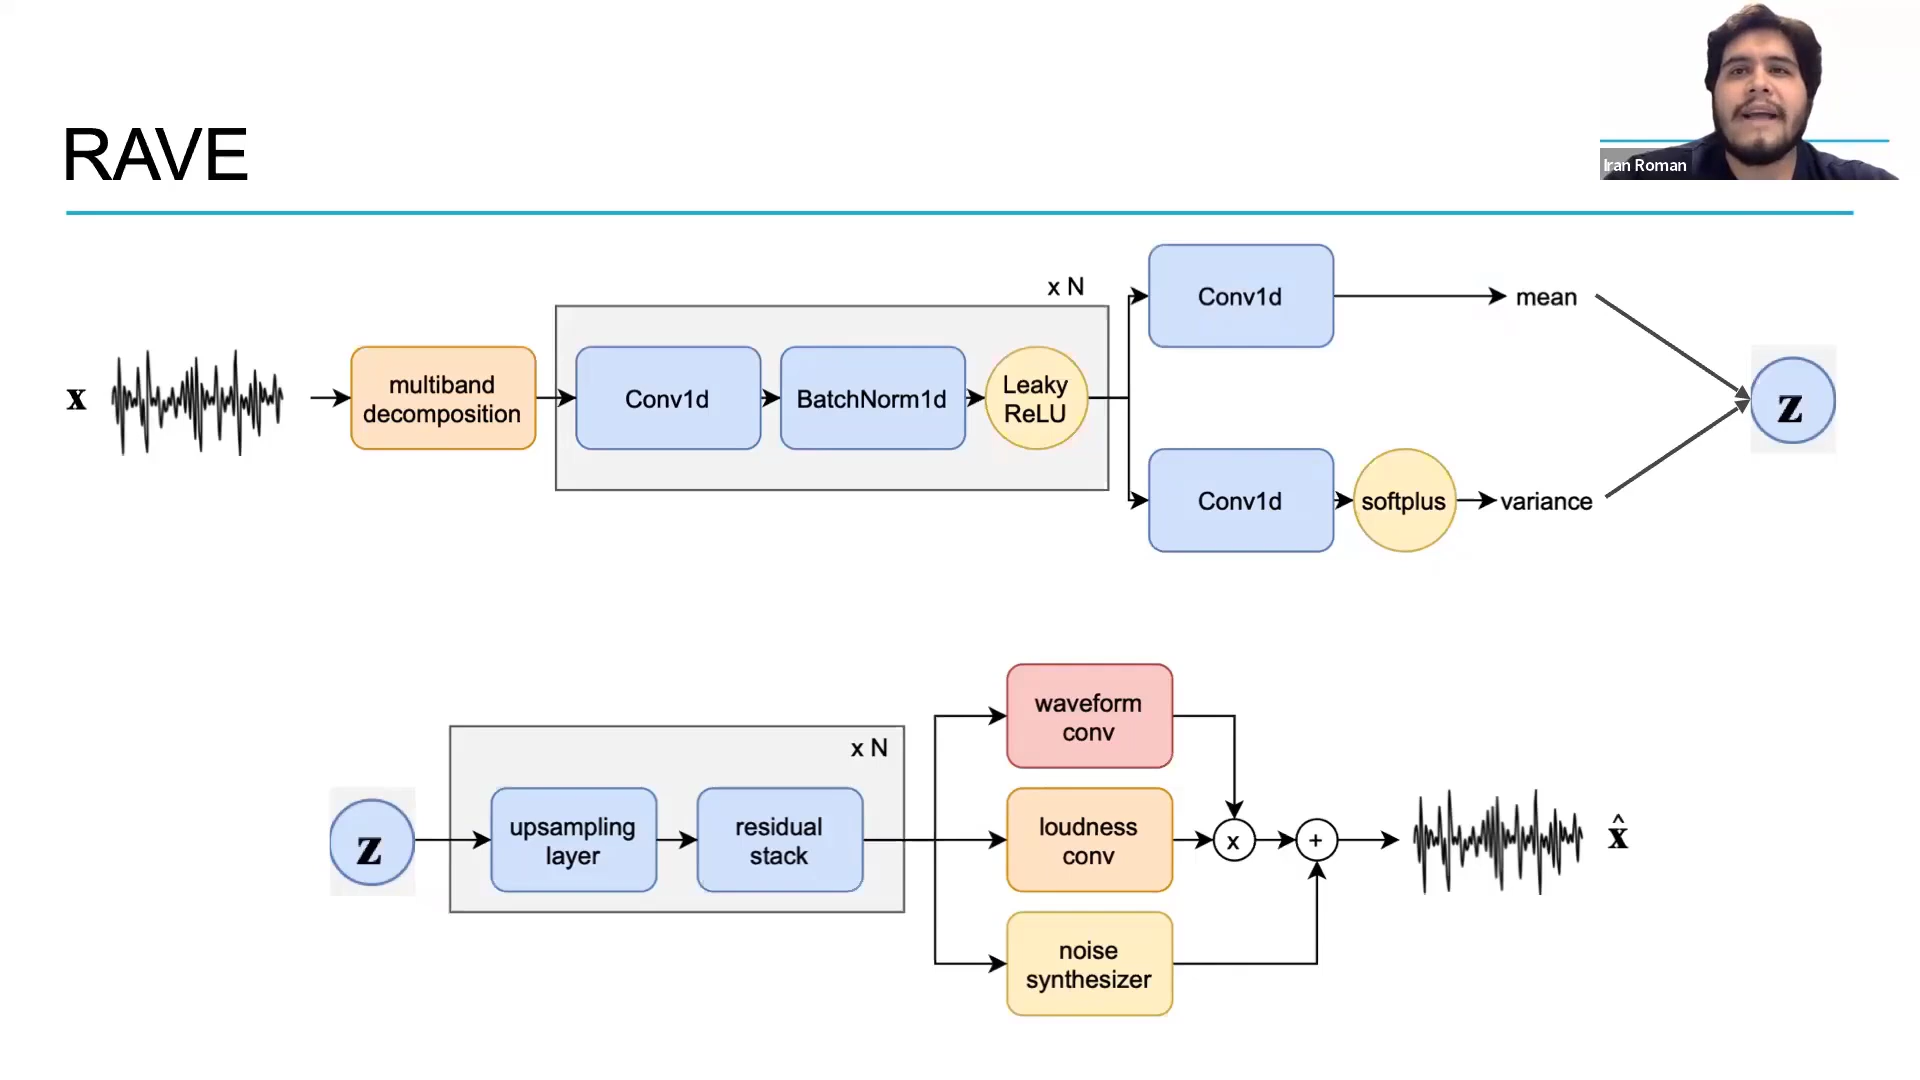 RAVE
Iran Roman
x
multiband
decomposition
x N
Conv1d
BatchNorm1d
Leaky
ReLU
Conv1d
mean
Conv1d
softplus
variance
z
z
x N
upsampling
layer
residual
stack
waveform
conv
loudness
conv
noise
synthesizer
x
+
x̂